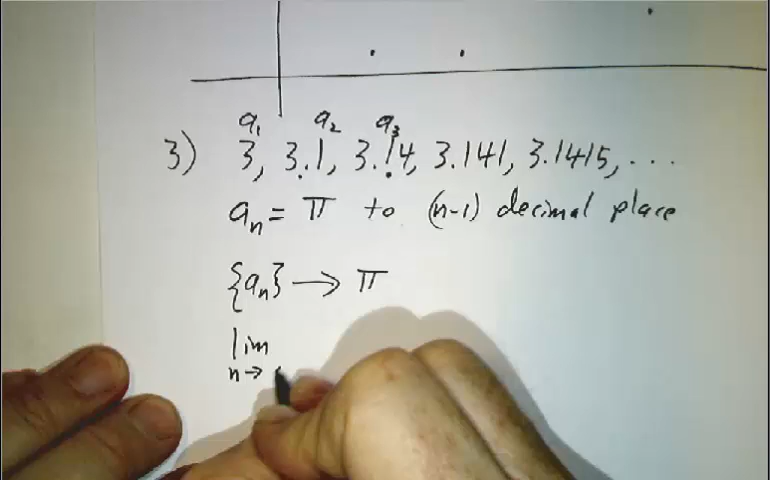 a₁ a₂ a₃
3) 3, 3.1, 3.14, 3.141, 3.1415, ...
aₙ = π to (n-1) decimal place
{aₙ} → π
lim
n →